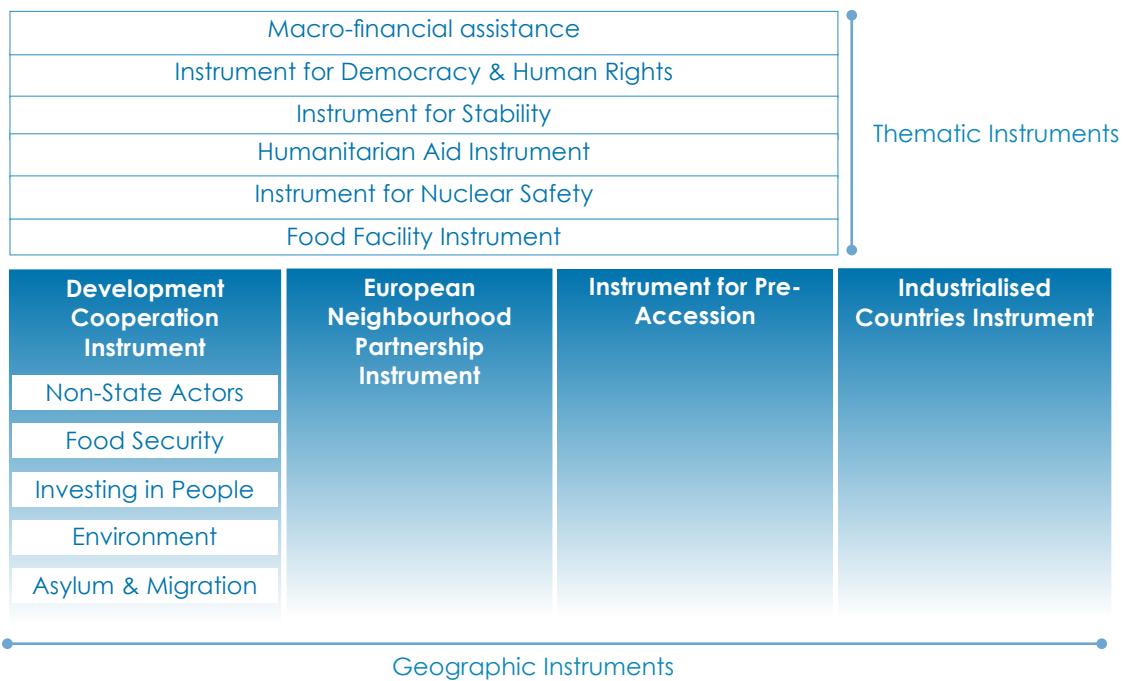 Macro-financial assistance
Instrument for Democracy & Human Rights
Instrument for Stability
Humanitarian Aid Instrument
Instrument for Nuclear Safety
Food Facility Instrument
Thematic Instruments
Development
Cooperation
Instrument
Non-State Actors
Food Security
Investing in People
Environment
Asylum & Migration
European
Neighbourhood
Partnership
Instrument
Instrument for Pre-
Accession
Industrialised
Countries Instrument
Geographic Instruments